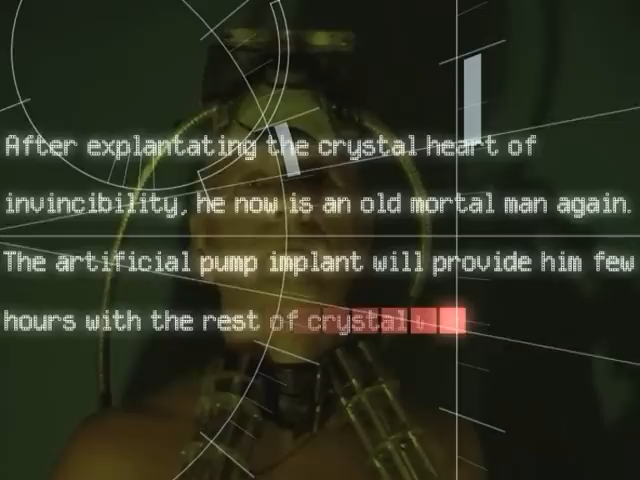 After explantating the crystal heart of
invincibility, he now is an old mortal man again.
The artificial pump implant will provide him few
hours with the rest of crystal